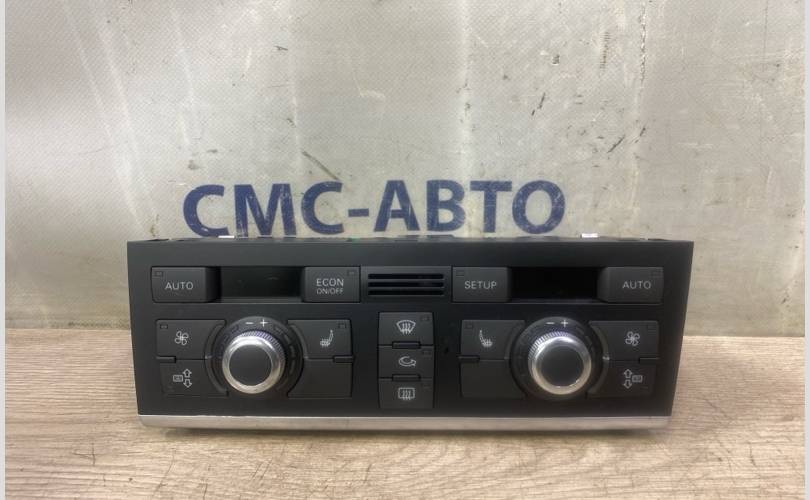 СМС-АВТО
AUTO
ECON
ON/OFF
SETUP
AUTO
− +
− +